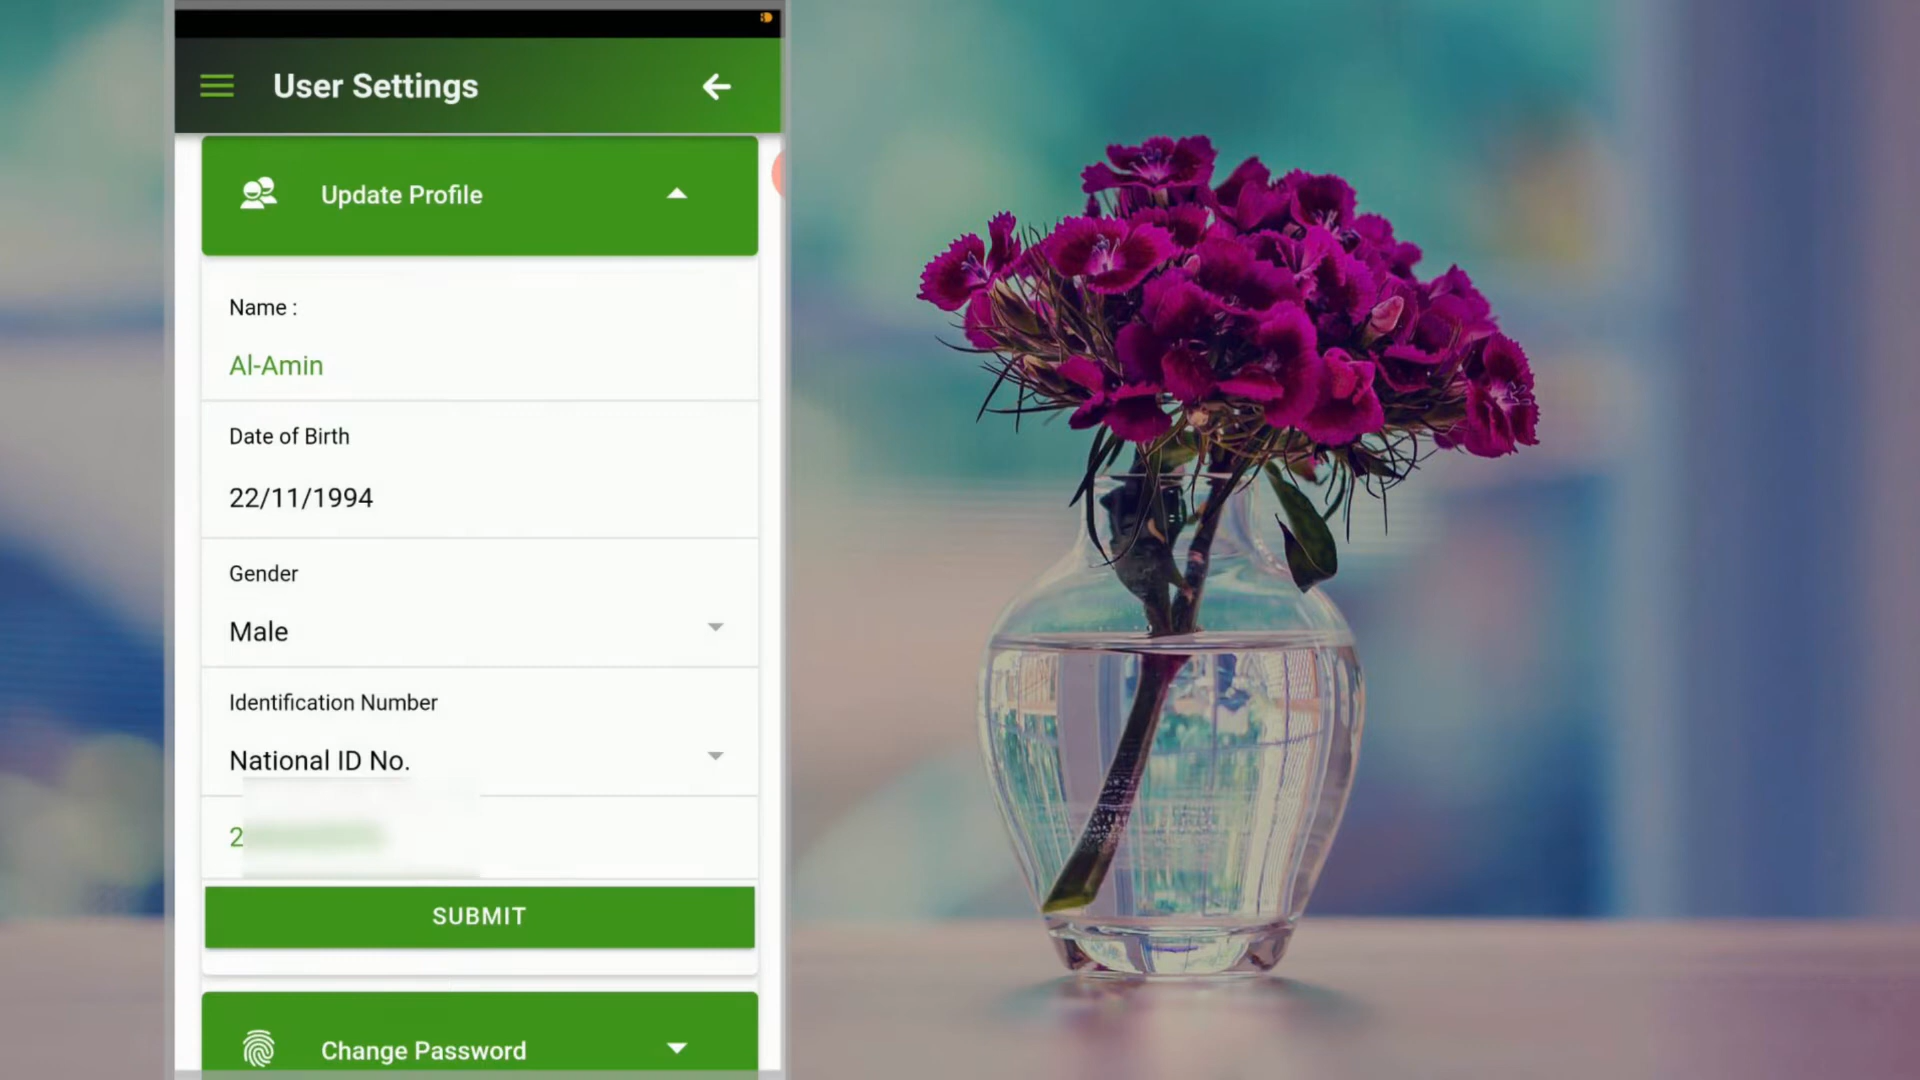 User Settings
Update Profile
Name :
Al-Amin
Date of Birth
22/11/1994
Gender
Male
Identification Number
National ID No.
2
SUBMIT
Change Password